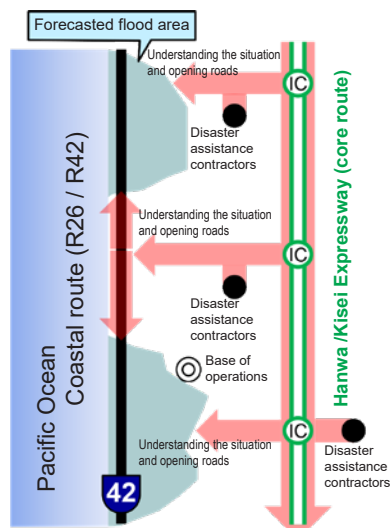 Forecasted flood area
Understanding the situation
and opening roads
IC
Disaster
assistance
contractors
Understanding the situation
and opening roads
IC
Disaster
assistance
contractors
Base of
operations
Understanding the situation
and opening roads
IC
Disaster
assistance
contractors
Pacific Ocean
Coastal route (R26 / R42)
42
Hanwa /Kisei Expressway (core route)